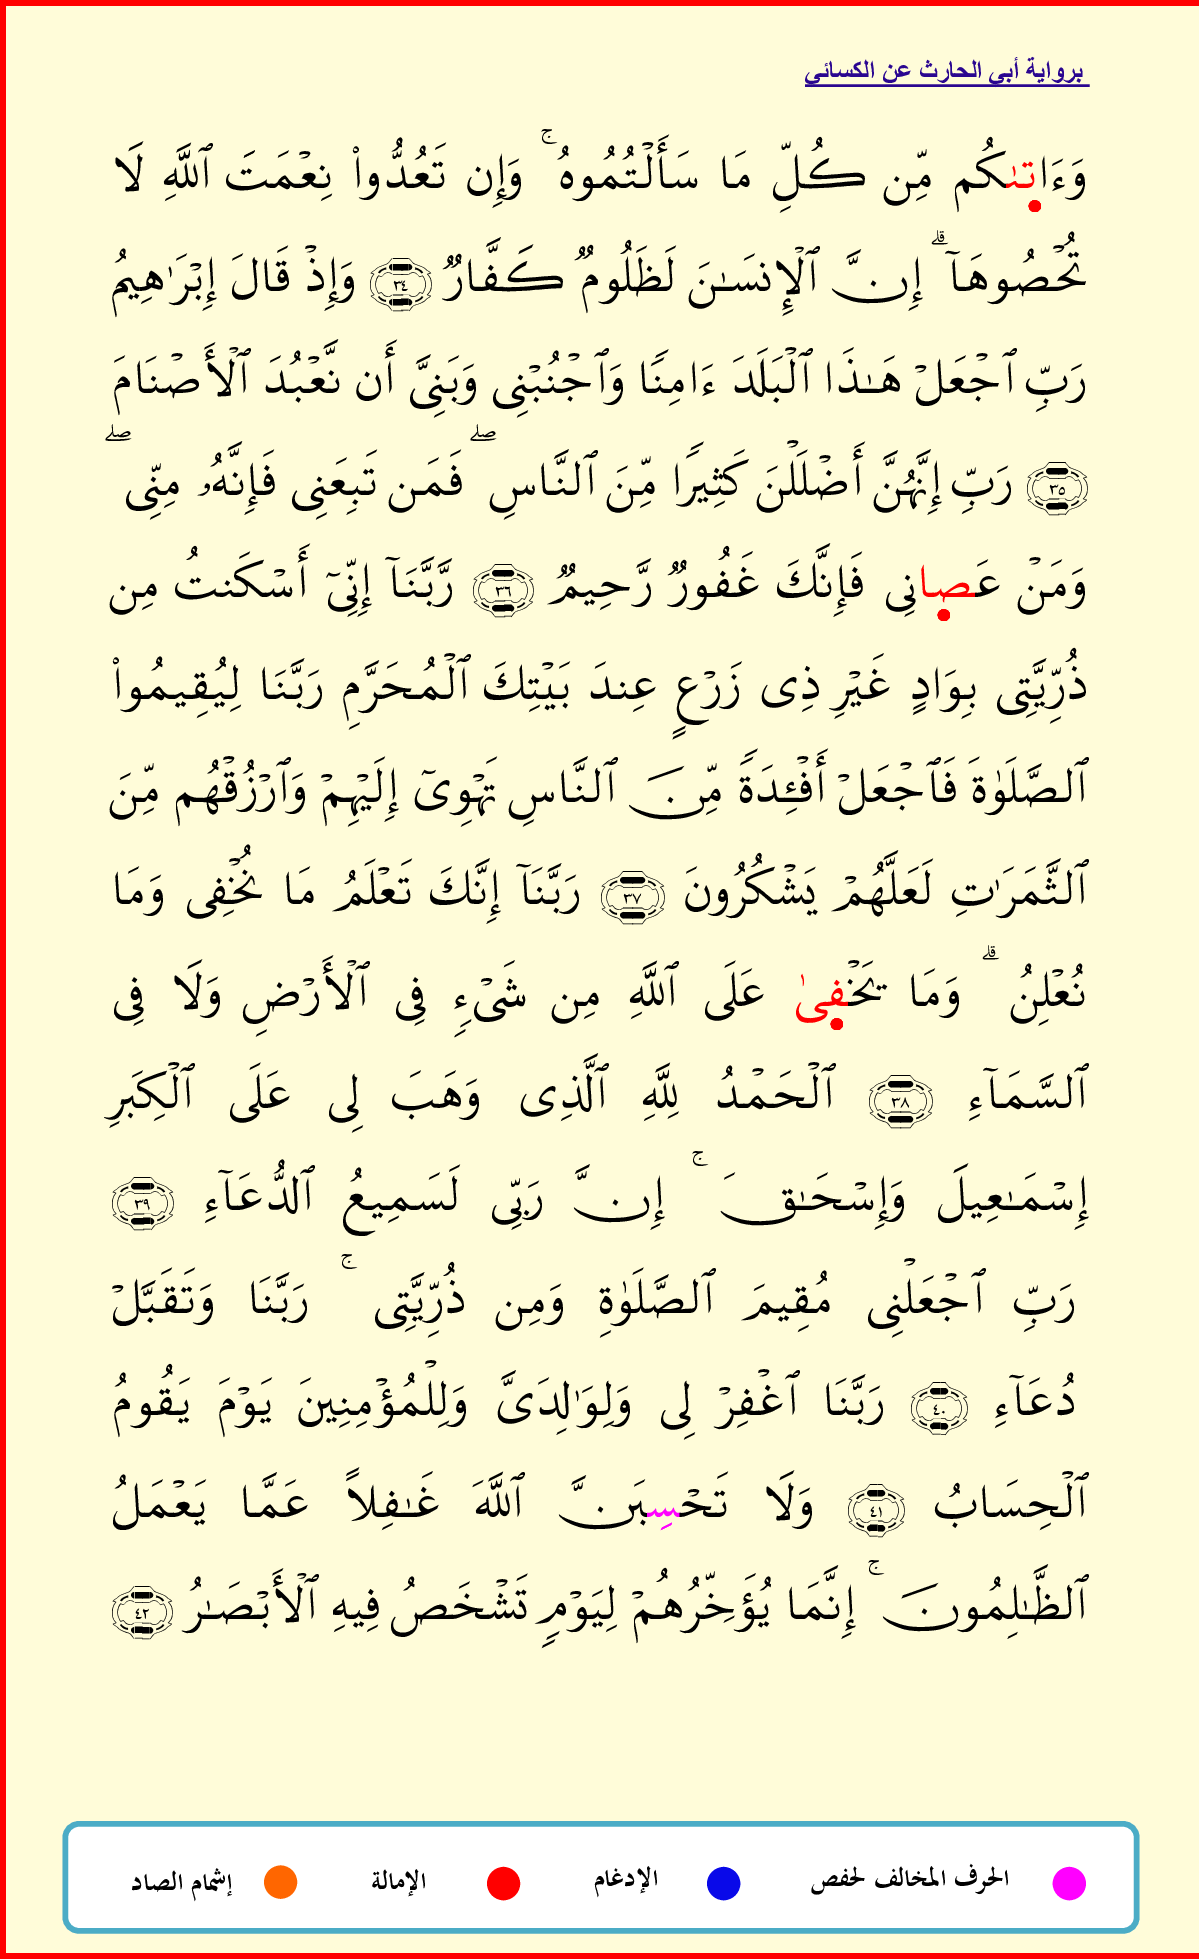 برواية أبي الحارث عن الكسائي
وَءَاتَىٰكُم مِّن كُلِّ مَا سَأَلْتُمُوهُ ۚ وَإِن تَعُدُّوا۟ نِعْمَتَ ٱللَّهِ لَا
تُحْصُوهَآ ۗ إِنَّ ٱلْإِنسَـٰنَ لَظَلُومٌ كَفَّارٌ ٣٤ وَإِذْ قَالَ إِبْرَٰهِيمُ
رَبِّ ٱجْعَلْ هَـٰذَا ٱلْبَلَدَ ءَامِنًا وَٱجْنُبْنِى وَبَنِىَّ أَن نَّعْبُدَ ٱلْأَصْنَامَ
٣٥ رَبِّ إِنَّهُنَّ أَضْلَلْنَ كَثِيرًا مِّنَ ٱلنَّاسِ ۖ فَمَن تَبِعَنِى فَإِنَّهُۥ مِنِّى ۖ
وَمَنْ عَصِانِى فَإِنَّكَ غَفُورٌ رَّحِيمٌ ٣٦ رَّبَّنَآ إِنِّىٓ أَسْكَنتُ مِن
ذُرِّيَّتِى بِوَادٍ غَيْرِ ذِى زَرْعٍ عِندَ بَيْتِكَ ٱلْمُحَرَّمِ رَبَّنَا لِيُقِيمُوا۟
ٱلصَّلَوٰةَ فَٱجْعَلْ أَفْـِٔدَةً مِّنَ ٱلنَّاسِ تَهْوِىٓ إِلَيْهِمْ وَٱرْزُقْهُم مِّنَ
ٱلثَّمَرَٰتِ لَعَلَّهُمْ يَشْكُرُونَ ٣٧ رَبَّنَآ إِنَّكَ تَعْلَمُ مَا نُخْفِى وَمَا
نُعْلِنُ ۗ وَمَا يَخْفِىٰ عَلَى ٱللَّهِ مِن شَىْءٍ فِى ٱلْأَرْضِ وَلَا فِى
ٱلسَّمَآءِ ٣٨ ٱلْحَمْدُ لِلَّهِ ٱلَّذِى وَهَبَ لِى عَلَى ٱلْكِبَرِ
إِسْمَـٰعِيلَ وَإِسْحَـٰقَ ۚ إِنَّ رَبِّى لَسَمِيعُ ٱلدُّعَآءِ ٣٩
رَبِّ ٱجْعَلْنِى مُقِيمَ ٱلصَّلَوٰةِ وَمِن ذُرِّيَّتِى ۚ رَبَّنَا وَتَقَبَّلْ
دُعَآءِ ٤٠ رَبَّنَا ٱغْفِرْ لِى وَلِوَٰلِدَىَّ وَلِلْمُؤْمِنِينَ يَوْمَ يَقُومُ
ٱلْحِسَابُ ٤١ وَلَا تَحْسِبَنَّ ٱللَّهَ غَـٰفِلًا عَمَّا يَعْمَلُ
ٱلظَّـٰلِمُونَ ۚ إِنَّمَا يُؤَخِّرُهُمْ لِيَوْمٍ تَشْخَصُ فِيهِ ٱلْأَبْصَـٰرُ ٤٢
الحرف المخالف لحفص الإدغام الإمالة إشمام الصاد